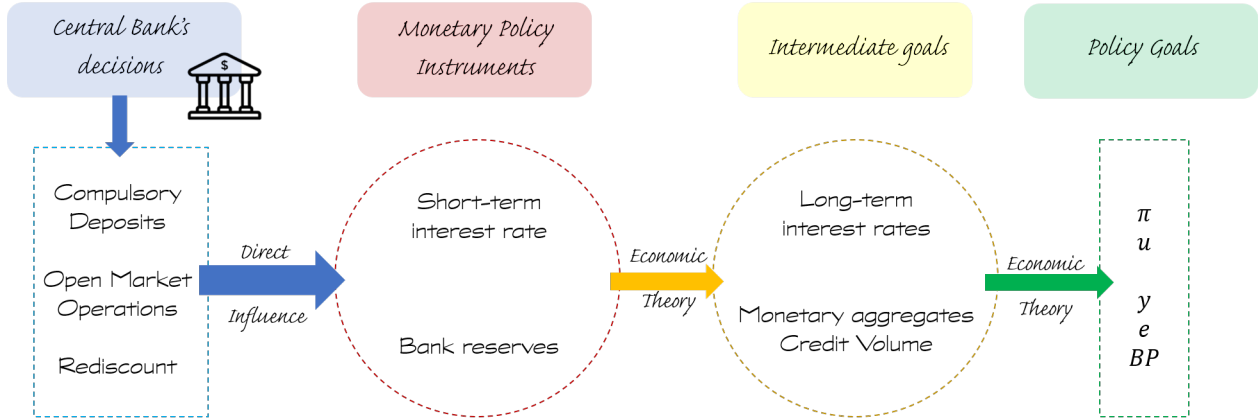 Central Bank's
decisions
$
Monetary Policy
Instruments
Intermediate goals
Policy Goals
Compulsory
Deposits
Open Market
Operations
Rediscount
Direct
Influence
Short-term
interest rate
Bank reserves
Economic
Theory
Long-term
interest rates
Monetary aggregates
Credit Volume
Economic
Theory
π
u
y
e
BP